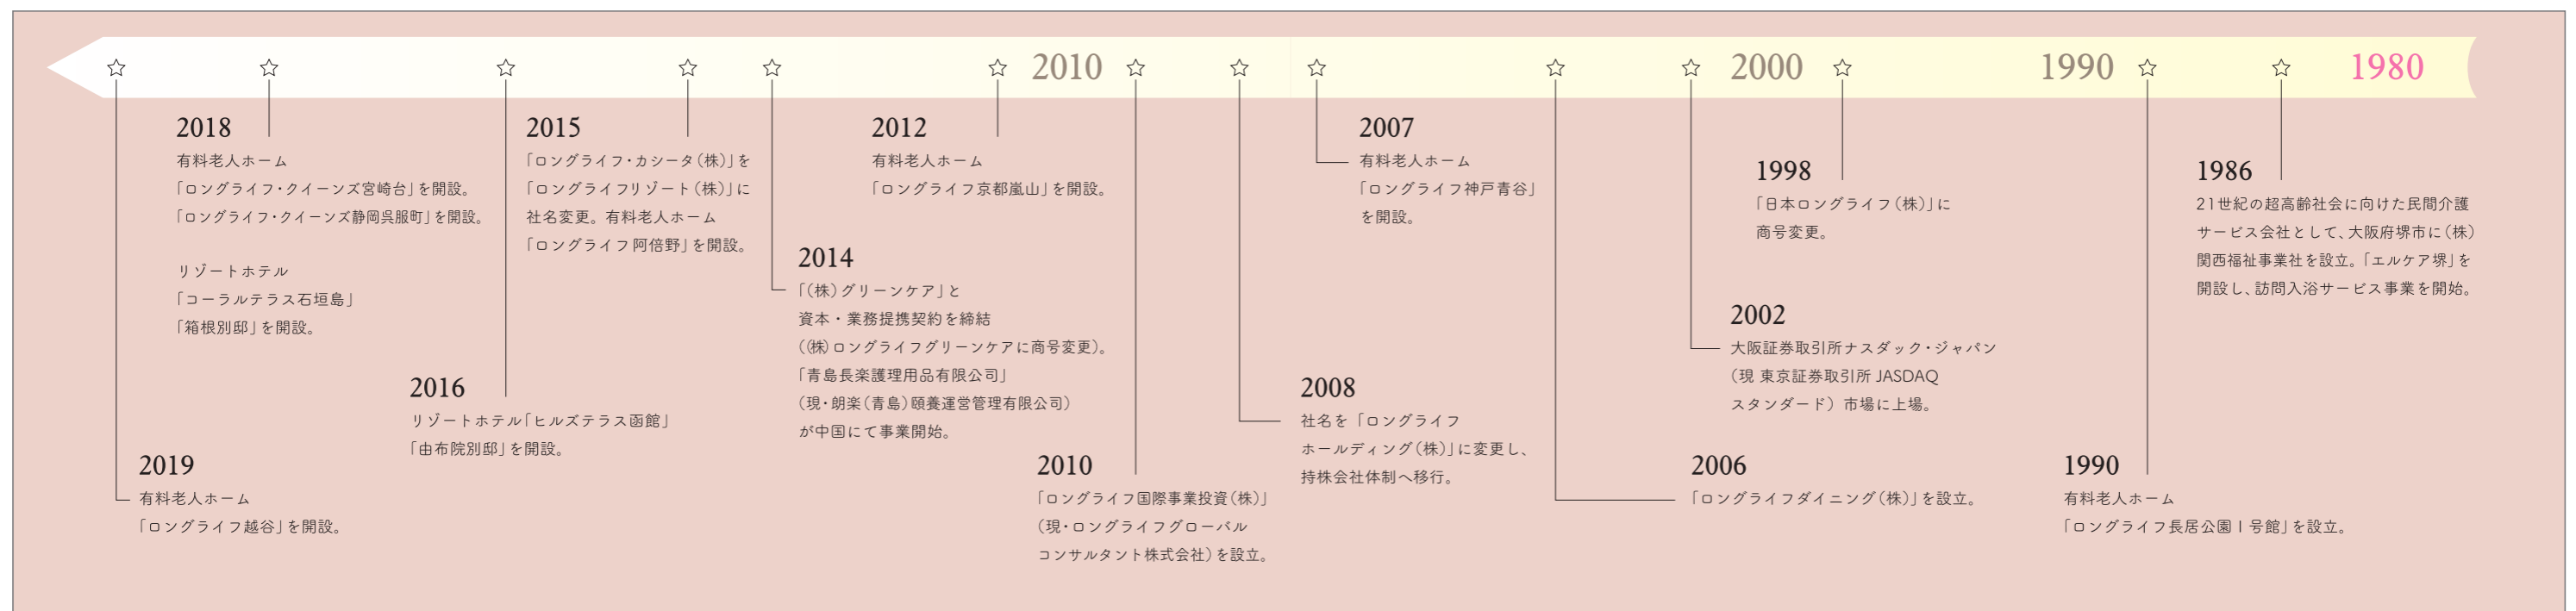 2010
2000
1990
1980
2018
有料老人ホーム
「ロングライフ・クイーンズ宮崎台」を開設。
「ロングライフ・クイーンズ静岡呉服町」を開設。
リゾートホテル
「コーラルテラス石垣島」
「箱根別邸」を開設。
2019
有料老人ホーム
「ロングライフ越谷」を開設。
2016
リゾートホテル「ヒルズテラス函館」
「由布院別邸」を開設。
2015
「ロングライフ・カシータ（株）」を
「ロングライフリゾート（株）」に
社名変更。有料老人ホーム
「ロングライフ阿倍野」を開設。
2014
「（株）グリーンケア」と
資本・業務提携契約を締結
（㈱ロングライフグリーンケアに商号変更）。
「青島長楽護理用品有限公司」
（現・朗楽（青島）頤養運営管理有限公司）
が中国にて事業開始。
2012
有料老人ホーム
「ロングライフ京都嵐山」を開設。
2010
「ロングライフ国際事業投資（株）」
（現・ロングライフグローバル
コンサルタント株式会社）を設立。
2008
社名を「ロングライフ
ホールディング（株）」に変更し、
持株会社体制へ移行。
2007
有料老人ホーム
「ロングライフ神戸青谷」
を開設。
2006
「ロングライフダイニング（株）」を設立。
2002
大阪証券取引所ナスダック・ジャパン
（現 東京証券取引所 JASDAQ
スタンダード）市場に上場。
1998
「日本ロングライフ（株）」に
商号変更。
1990
有料老人ホーム
「ロングライフ長居公園Ⅰ号館」を設立。
1986
21世紀の超高齢社会に向けた民間介護
サービス会社として、大阪府堺市に（株）
関西福祉事業社を設立。「エルケア堺」を
開設し、訪問入浴サービス事業を開始。